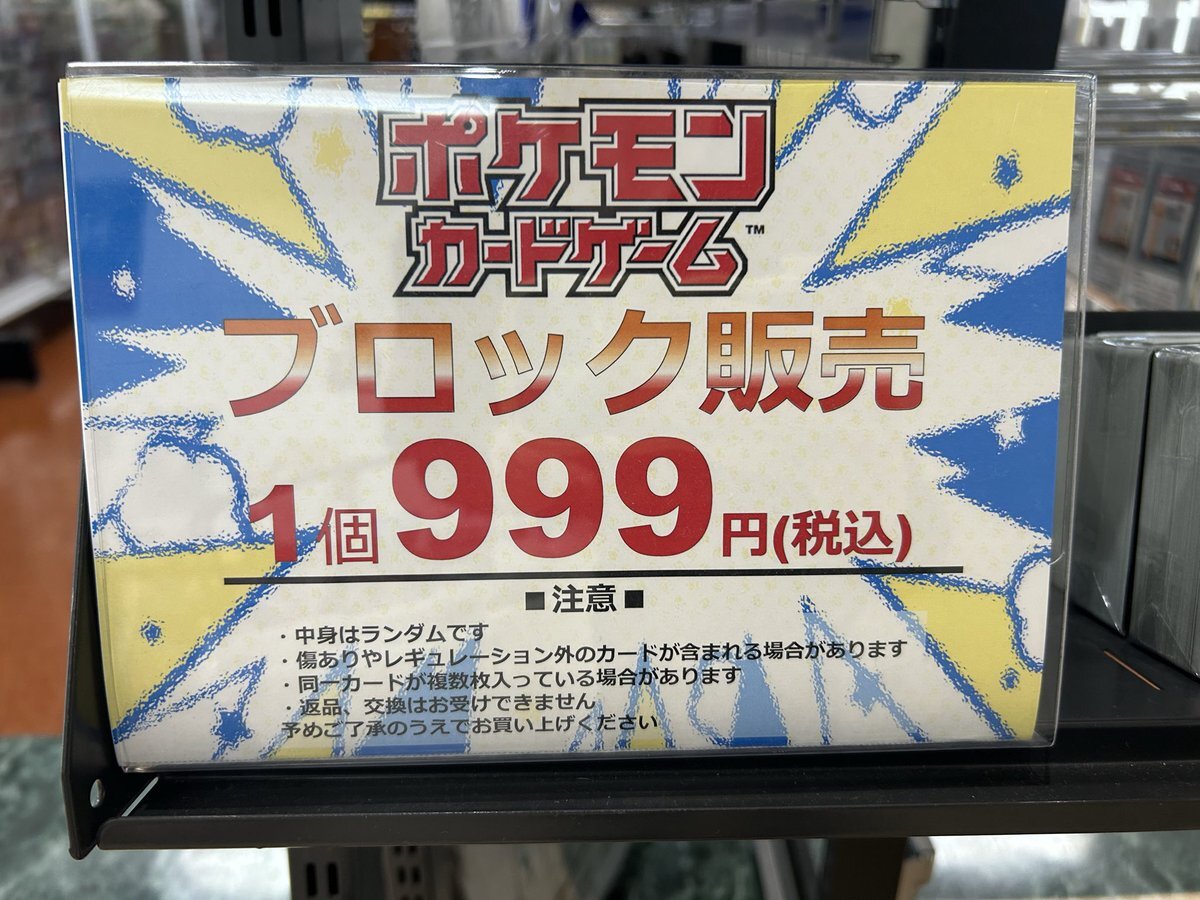 ポケモン
カードゲーム™
ブロック販売
1個999円(税込)
■注意■
・中身はランダムです
・傷ありやレギュレーション外のカードが含まれる場合があります
・同一カードが複数枚入っている場合があります
・返品、交換はお受けできません
予めご了承のうえでお買い上げください